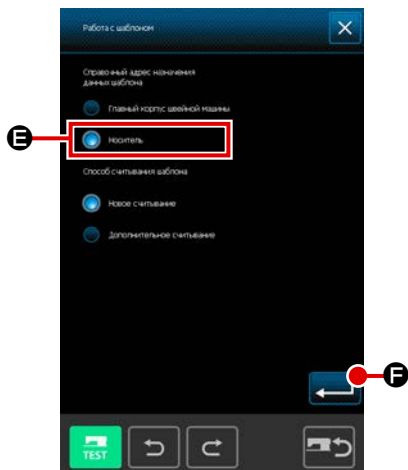 Работа с шаблоном
Справочный адрес назначения
данных шаблона
Главный корпус швейной машины
E
Носитель
Способ считывания шаблона
Новое считывание
Дополнительное считывание
F
TEST